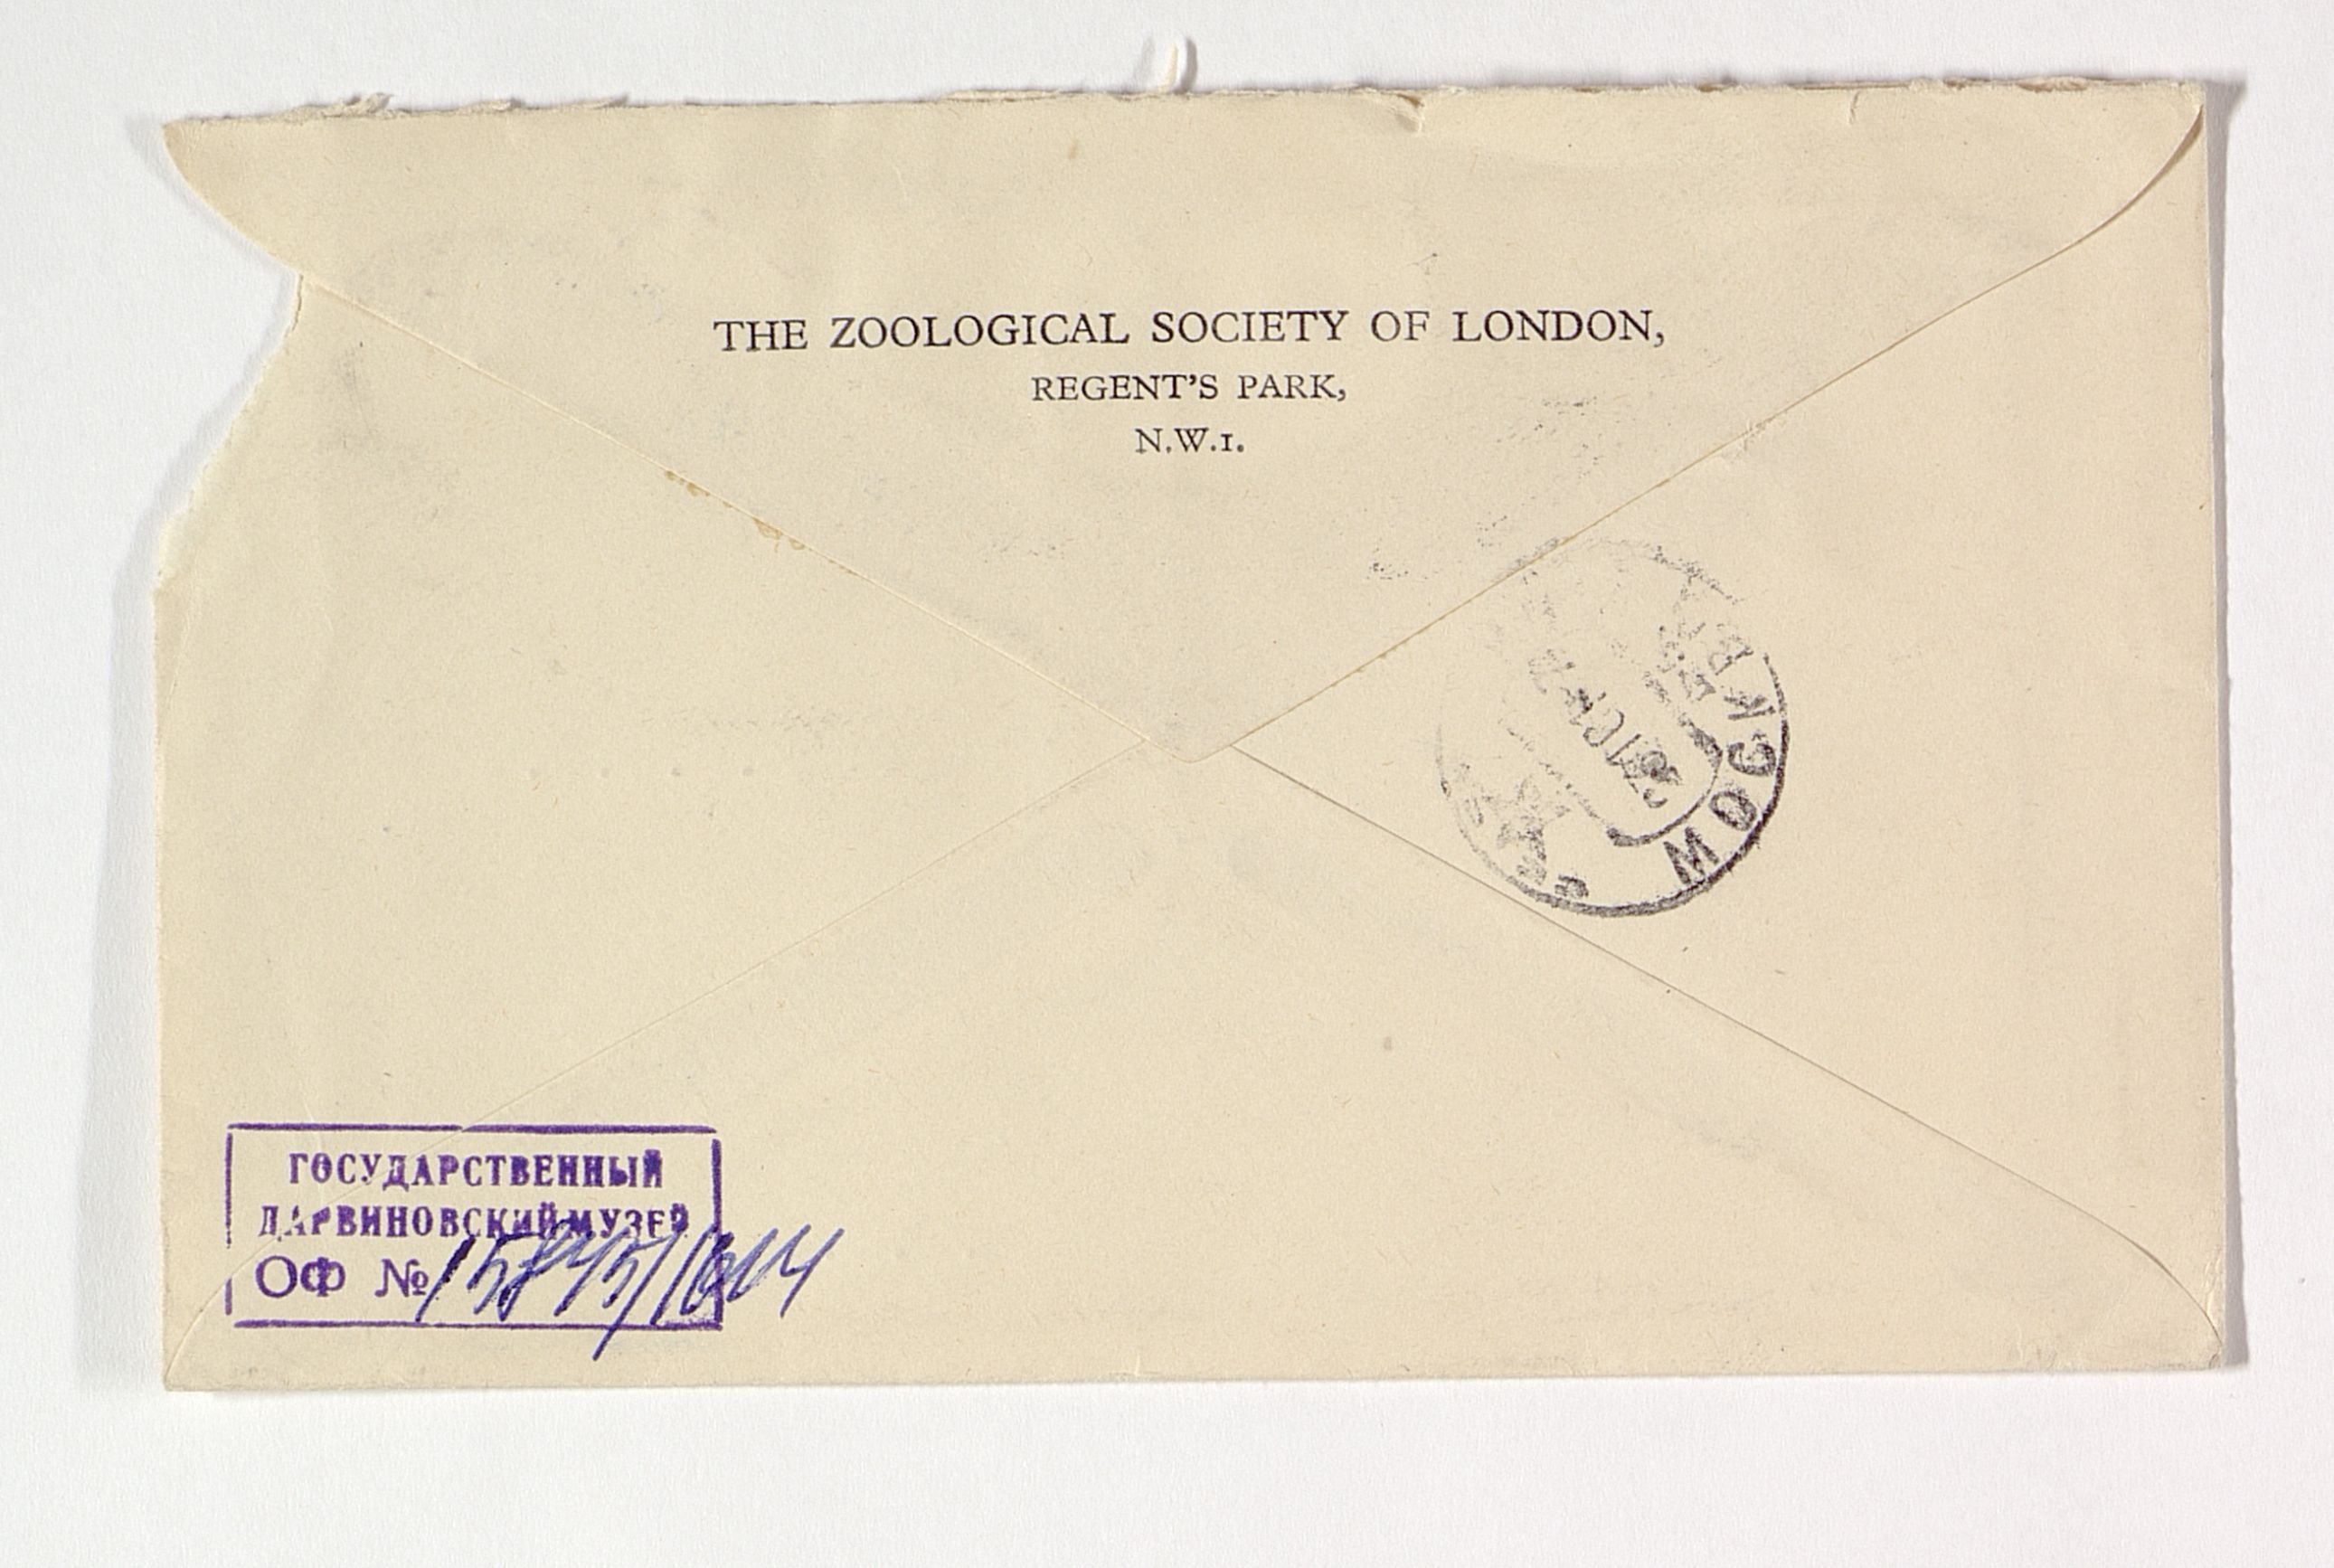 THE ZOOLOGICAL SOCIETY OF LONDON,
REGENT'S PARK,
N.W.1.
МОСКВА
ГОСУДАРСТВЕННЫЙ
ДАРВИНОВСКИЙ МУЗЕЙ
ОФ №